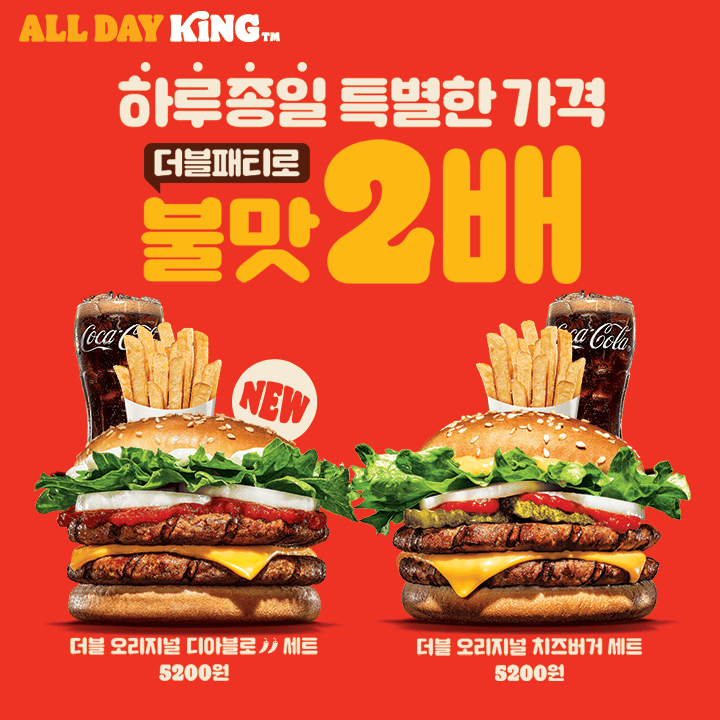 ALL DAY KiNG™
하루종일 특별한 가격
더블패티로
불맛 2배
Coca-Co
Coca-Cola
NEW
더블 오리지널 디아블로 세트
5200원
더블 오리지널 치즈버거 세트
5200원